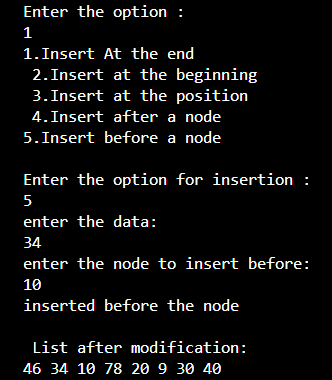 Enter the option :
1
1.Insert At the end
2.Insert at the beginning
3.Insert at the position
4.Insert after a node
5.Insert before a node
Enter the option for insertion :
5
enter the data:
34
enter the node to insert before:
10
inserted before the node
List after modification:
46 34 10 78 20 9 30 40